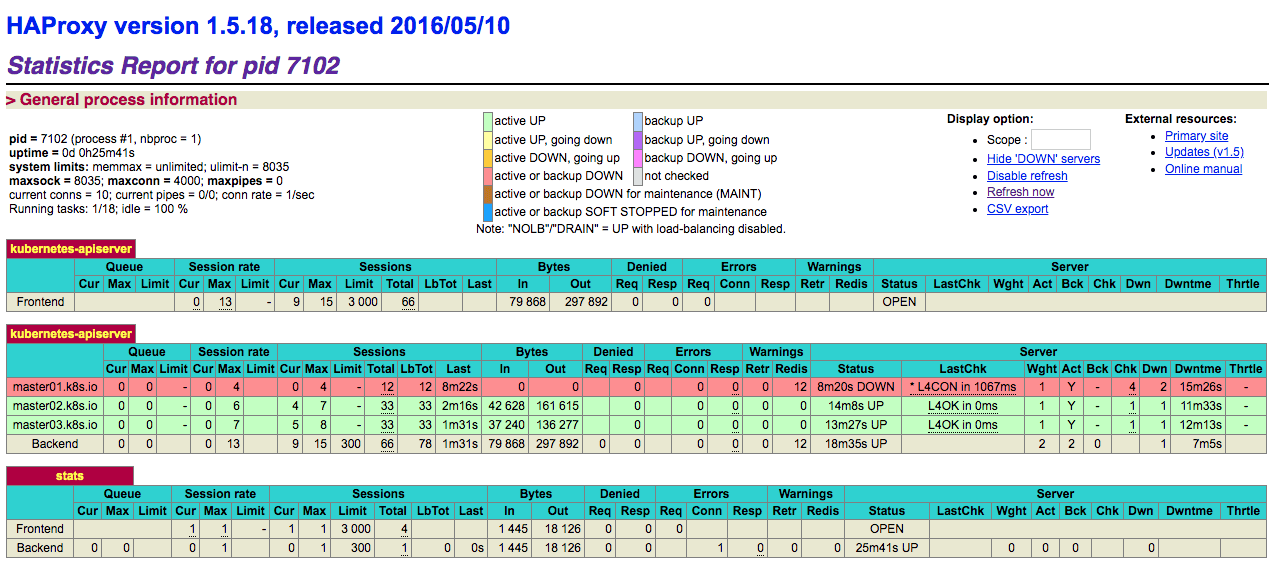 HAProxy version 1.5.18, released 2016/05/10
Statistics Report for pid 7102
> General process information
pid = 7102 (process #1, nbproc = 1)
uptime = 0d 0h25m41s
system limits: memmax = unlimited; ulimit-n = 8035
maxsock = 8035; maxconn = 4000; maxpipes = 0
current conns = 10; current pipes = 0/0; conn rate = 1/sec
Running tasks: 1/18; idle = 100 %
active UP backup UP
active UP, going down backup UP, going down
active DOWN, going up backup DOWN, going up
active or backup DOWN not checked
active or backup DOWN for maintenance (MAINT)
active or backup SOFT STOPPED for maintenance
Note: "NOLB"/"DRAIN" = UP with load-balancing disabled.
Display option:
Scope :
Hide 'DOWN' servers
Disable refresh
Refresh now
CSV export
External resources:
Primary site
Updates (v1.5)
Online manual
kubernetes-apiserver
Queue Session rate Sessions Bytes Denied Errors Warnings Server
Cur Max Limit Cur Max Limit Cur Max Limit Total LbTot Last In Out Req Resp Req Conn Resp Retr Redis Status LastChk Wght Act Bck Chk Dwn Dwntme Thrtle
Frontend 0 13 - 9 15 3 000 66 79 868 297 892 0 0 0 OPEN
kubernetes-apiserver
Queue Session rate Sessions Bytes Denied Errors Warnings Server
Cur Max Limit Cur Max Limit Cur Max Limit Total LbTot Last In Out Req Resp Req Conn Resp Retr Redis Status LastChk Wght Act Bck Chk Dwn Dwntme Thrtle
master01.k8s.io 0 0 - 0 4 0 4 - 12 12 8m22s 0 0 0 0 0 0 12 8m20s DOWN * L4CON in 1067ms 1 Y - 4 2 15m26s -
master02.k8s.io 0 0 - 0 6 4 7 - 33 33 2m16s 42 628 161 615 0 0 0 0 0 14m8s UP L4OK in 0ms 1 Y - 1 1 11m33s -
master03.k8s.io 0 0 - 0 7 5 8 - 33 33 1m31s 37 240 136 277 0 0 0 0 0 13m27s UP L4OK in 0ms 1 Y - 1 1 12m13s -
Backend 0 0 0 13 9 15 300 66 78 1m31s 79 868 297 892 0 0 0 0 0 12 18m35s UP 2 2 0 1 7m5s
stats
Queue Session rate Sessions Bytes Denied Errors Warnings Server
Cur Max Limit Cur Max Limit Cur Max Limit Total LbTot Last In Out Req Resp Req Conn Resp Retr Redis Status LastChk Wght Act Bck Chk Dwn Dwntme Thrtle
Frontend 1 1 - 1 1 3 000 4 1 445 18 126 0 0 0 OPEN
Backend 0 0 0 1 0 1 300 1 0 0s 1 445 18 126 0 0 1 0 0 0 25m41s UP 0 0 0 0